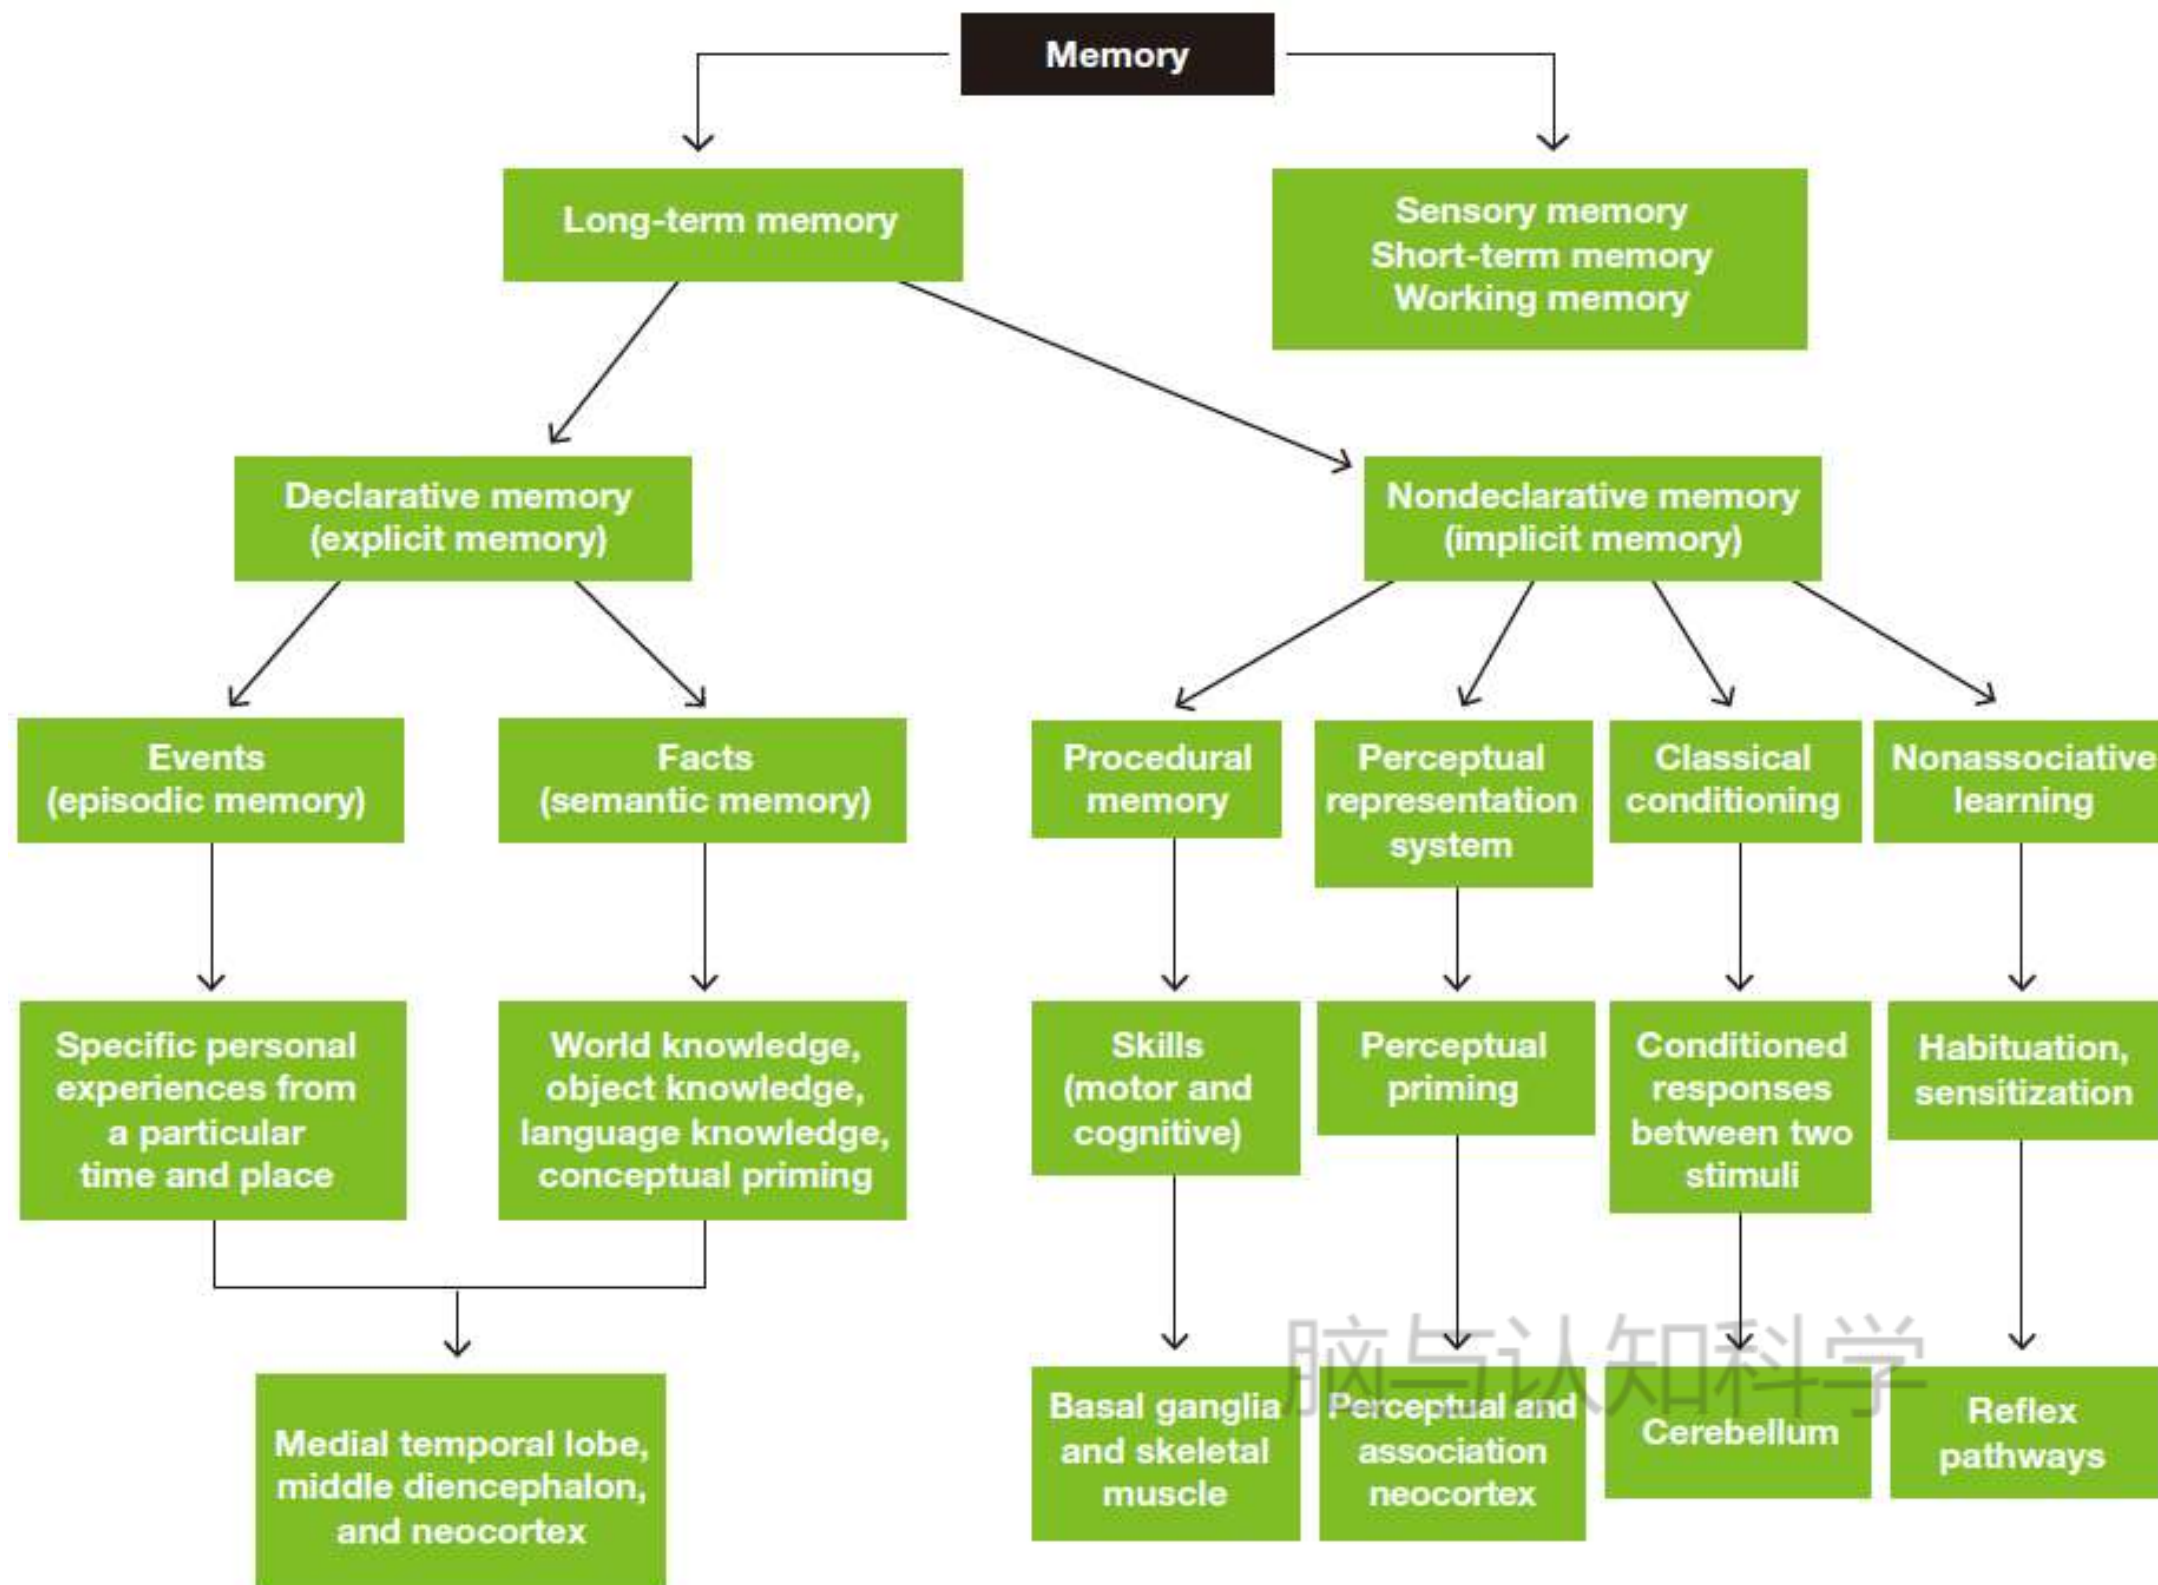 Memory
Long-term memory
Sensory memory
Short-term memory
Working memory
Declarative memory
(explicit memory)
Nondeclarative memory
(implicit memory)
Events
(episodic memory)
Facts
(semantic memory)
Procedural
memory
Perceptual
representation
system
Classical
conditioning
Nonassociative
learning
Specific personal
experiences from
a particular
time and place
World knowledge,
object knowledge,
language knowledge,
conceptual priming
Skills
(motor and
cognitive)
Perceptual
priming
Conditioned
responses
between two
stimuli
Habituation,
sensitization
Medial temporal lobe,
middle diencephalon,
and neocortex
Basal ganglia
and skeletal
muscle
Perceptual and
association
neocortex
Cerebellum
Reflex
pathways
脑与认知科学